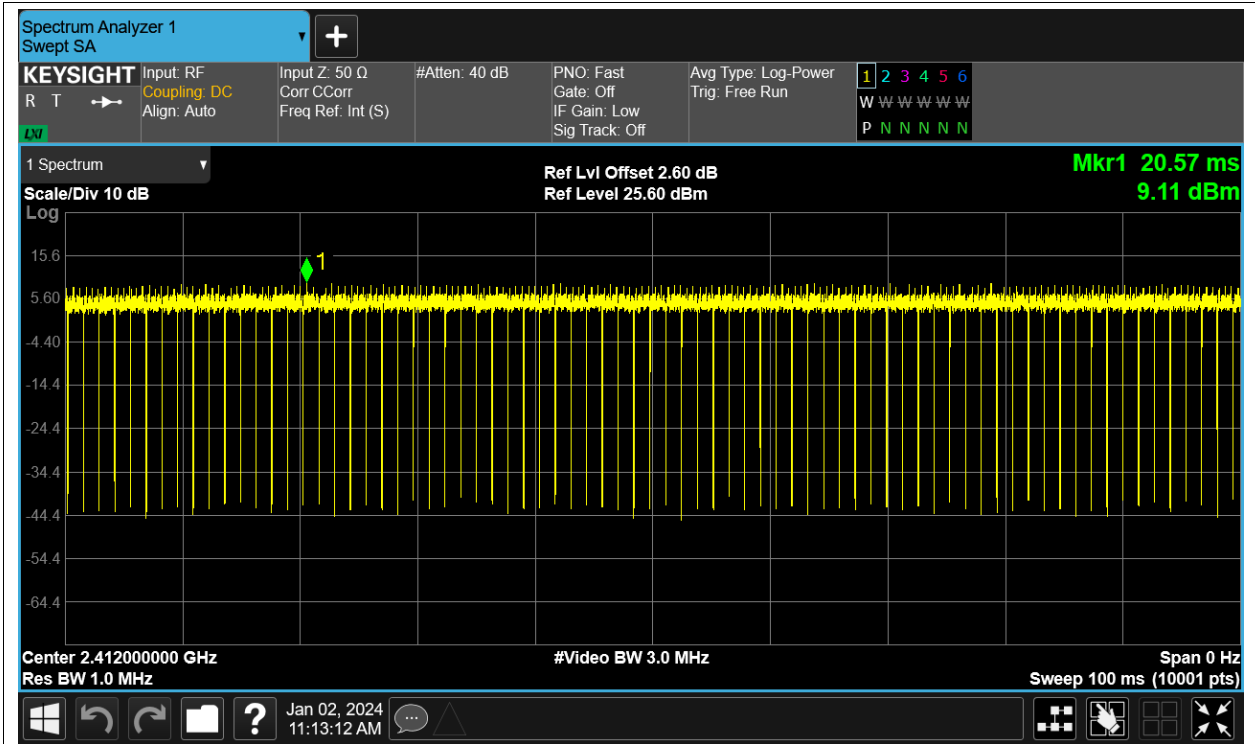 Spectrum Analyzer 1
Swept SA
KEYSIGHT
R T
LXI
Input: RF
Coupling: DC
Align: Auto
Input Z: 50 Ω
Corr CCorr
Freq Ref: Int (S)
#Atten: 40 dB
PNO: Fast
Gate: Off
IF Gain: Low
Sig Track: Off
Avg Type: Log-Power
Trig: Free Run
1 2 3 4 5 6
W W W W W W
P N N N N N
1 Spectrum
Scale/Div 10 dB
Log
Ref Lvl Offset 2.60 dB
Ref Level 25.60 dBm
Mkr1 20.57 ms
9.11 dBm
1
15.6
5.60
-4.40
-14.4
-24.4
-34.4
-44.4
-54.4
-64.4
Center 2.412000000 GHz
Res BW 1.0 MHz
#Video BW 3.0 MHz
Span 0 Hz
Sweep 100 ms (10001 pts)
?
Jan 02, 2024
11:13:12 AM